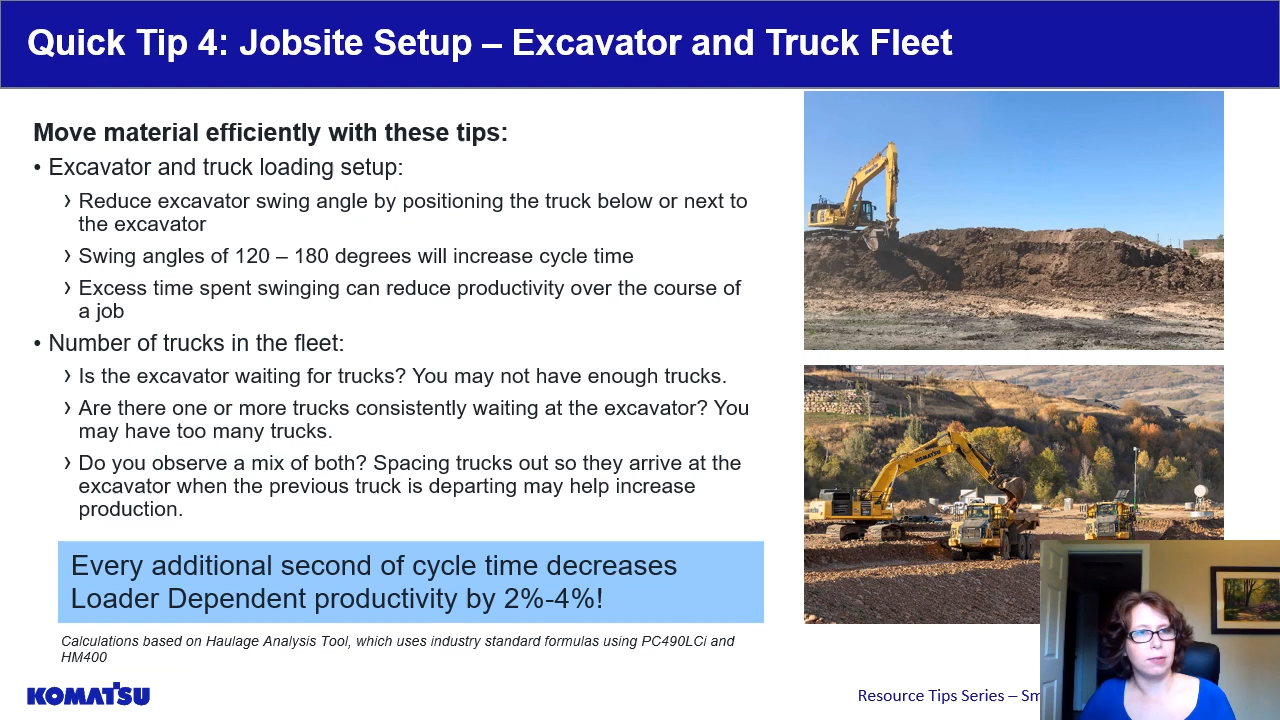 Quick Tip 4: Jobsite Setup – Excavator and Truck Fleet
Move material efficiently with these tips:
• Excavator and truck loading setup:
› Reduce excavator swing angle by positioning the truck below or next to
the excavator
› Swing angles of 120 – 180 degrees will increase cycle time
› Excess time spent swinging can reduce productivity over the course of
a job
• Number of trucks in the fleet:
› Is the excavator waiting for trucks? You may not have enough trucks.
› Are there one or more trucks consistently waiting at the excavator? You
may have too many trucks.
› Do you observe a mix of both? Spacing trucks out so they arrive at the
excavator when the previous truck is departing may help increase
production.
Every additional second of cycle time decreases
Loader Dependent productivity by 2%-4%!
Calculations based on Haulage Analysis Tool, which uses industry standard formulas using PC490LCi and
HM400
KOMATSU
KOMATSU
Resource Tips Series –